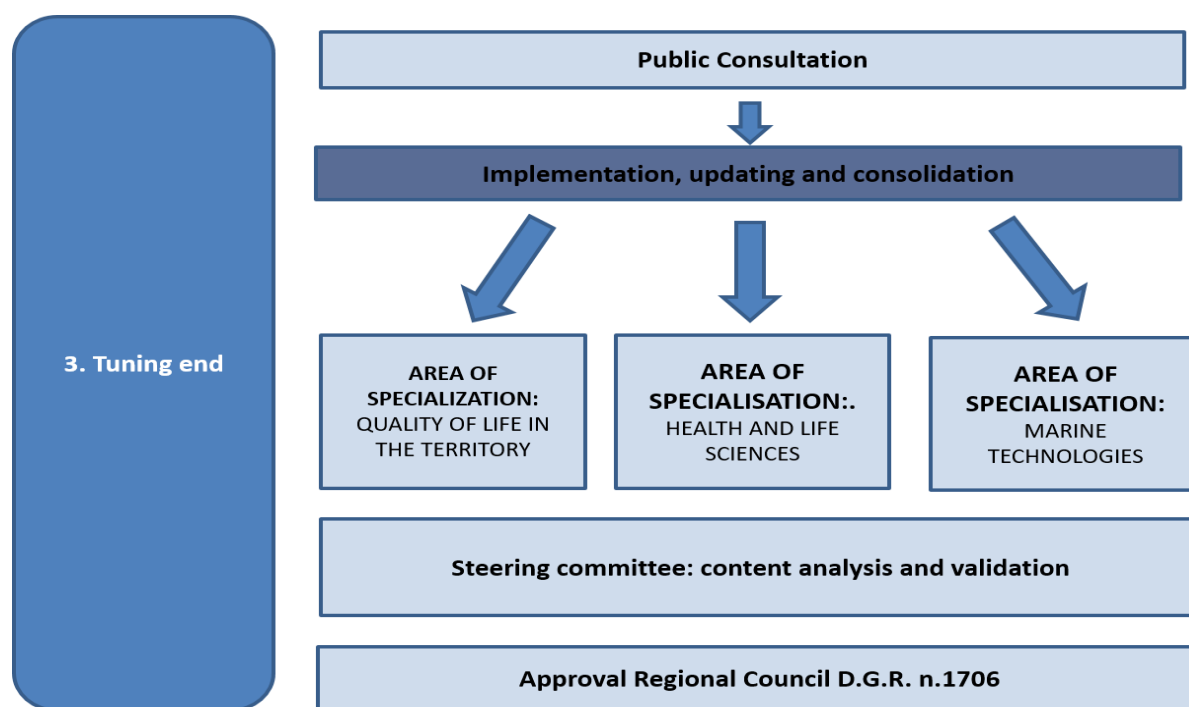 3. Tuning end
Public Consultation
Implementation, updating and consolidation
AREA OF
SPECIALIZATION:
QUALITY OF LIFE IN
THE TERRITORY
AREA OF
SPECIALISATION:.
HEALTH AND LIFE
SCIENCES
AREA OF
SPECIALISATION:
MARINE
TECHNOLOGIES
Steering committee: content analysis and validation
Approval Regional Council D.G.R. n.1706